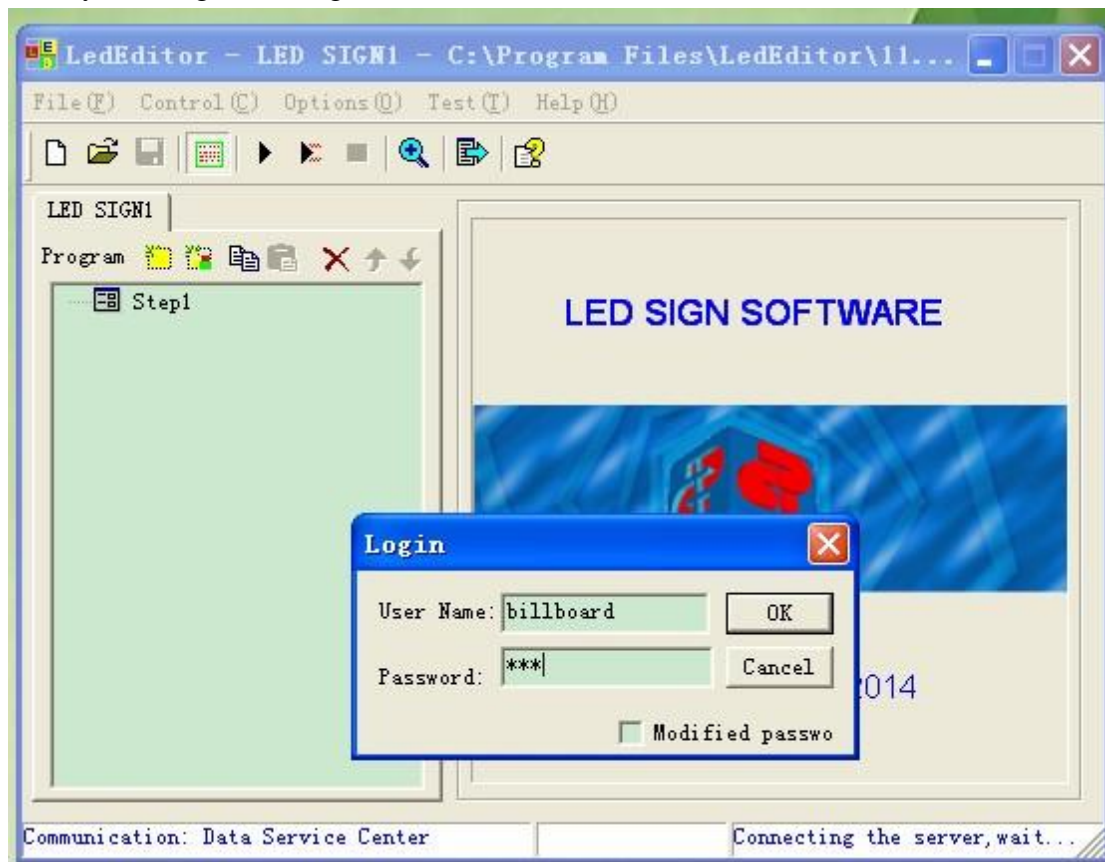 LedEditor - LED SIGN1 - C:\Program Files\LedEditor\11...
File(F) Control(C) Options(O) Test(T) Help(H)
LED SIGN1
Program
Step1
LED SIGN SOFTWARE
Login
User Name: billboard
OK
Password: ***
Cancel
2014
Modified passwo
Communication: Data Service Center
Connecting the server,wait...